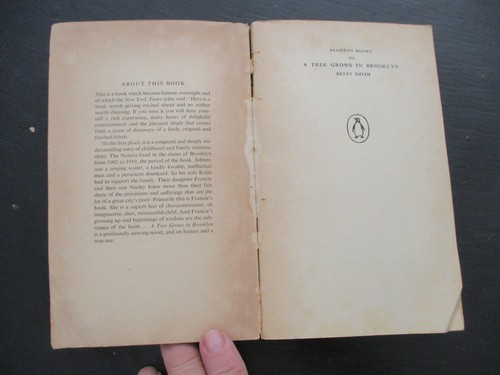 ABOUT THIS BOOK
This is a book which became famous overnight and
of which the New York Times critic said: 'Here is a
book worth getting excited about and an author
worth cheering. If you miss it you will deny your-
self a rich experience, many hours of delightful
entertainment and the pleasant tingle that comes
from a sense of discovery of a fresh, original and
finished talent.
'In the first place, it is a poignant and deeply un-
derstanding story of childhood and family relation-
ships. The Nolans lived in the slums of Brooklyn
from 1902 to 1919, the period of the book. Johnny
was a singing waiter, a kindly lovable, ineffectual
man and a persistent drunkard. So his wife Katie
had to support the family. Their daughter Francie
and their son Neeley knew more than their fair
share of the privations and sufferings that are the
lot of a great city's poor. Primarily this is Francie's
book. She is a superb feat of characterization, an
imaginative, alert, resourceful child. And Francie's
growing up and beginnings of wisdom are the sub-
stance of the book ... A Tree Grows in Brooklyn
is a profoundly moving novel, and an honest and a
true one.'
PENGUIN BOOKS
A TREE GROWS IN BROOKLYN
BETTY SMITH